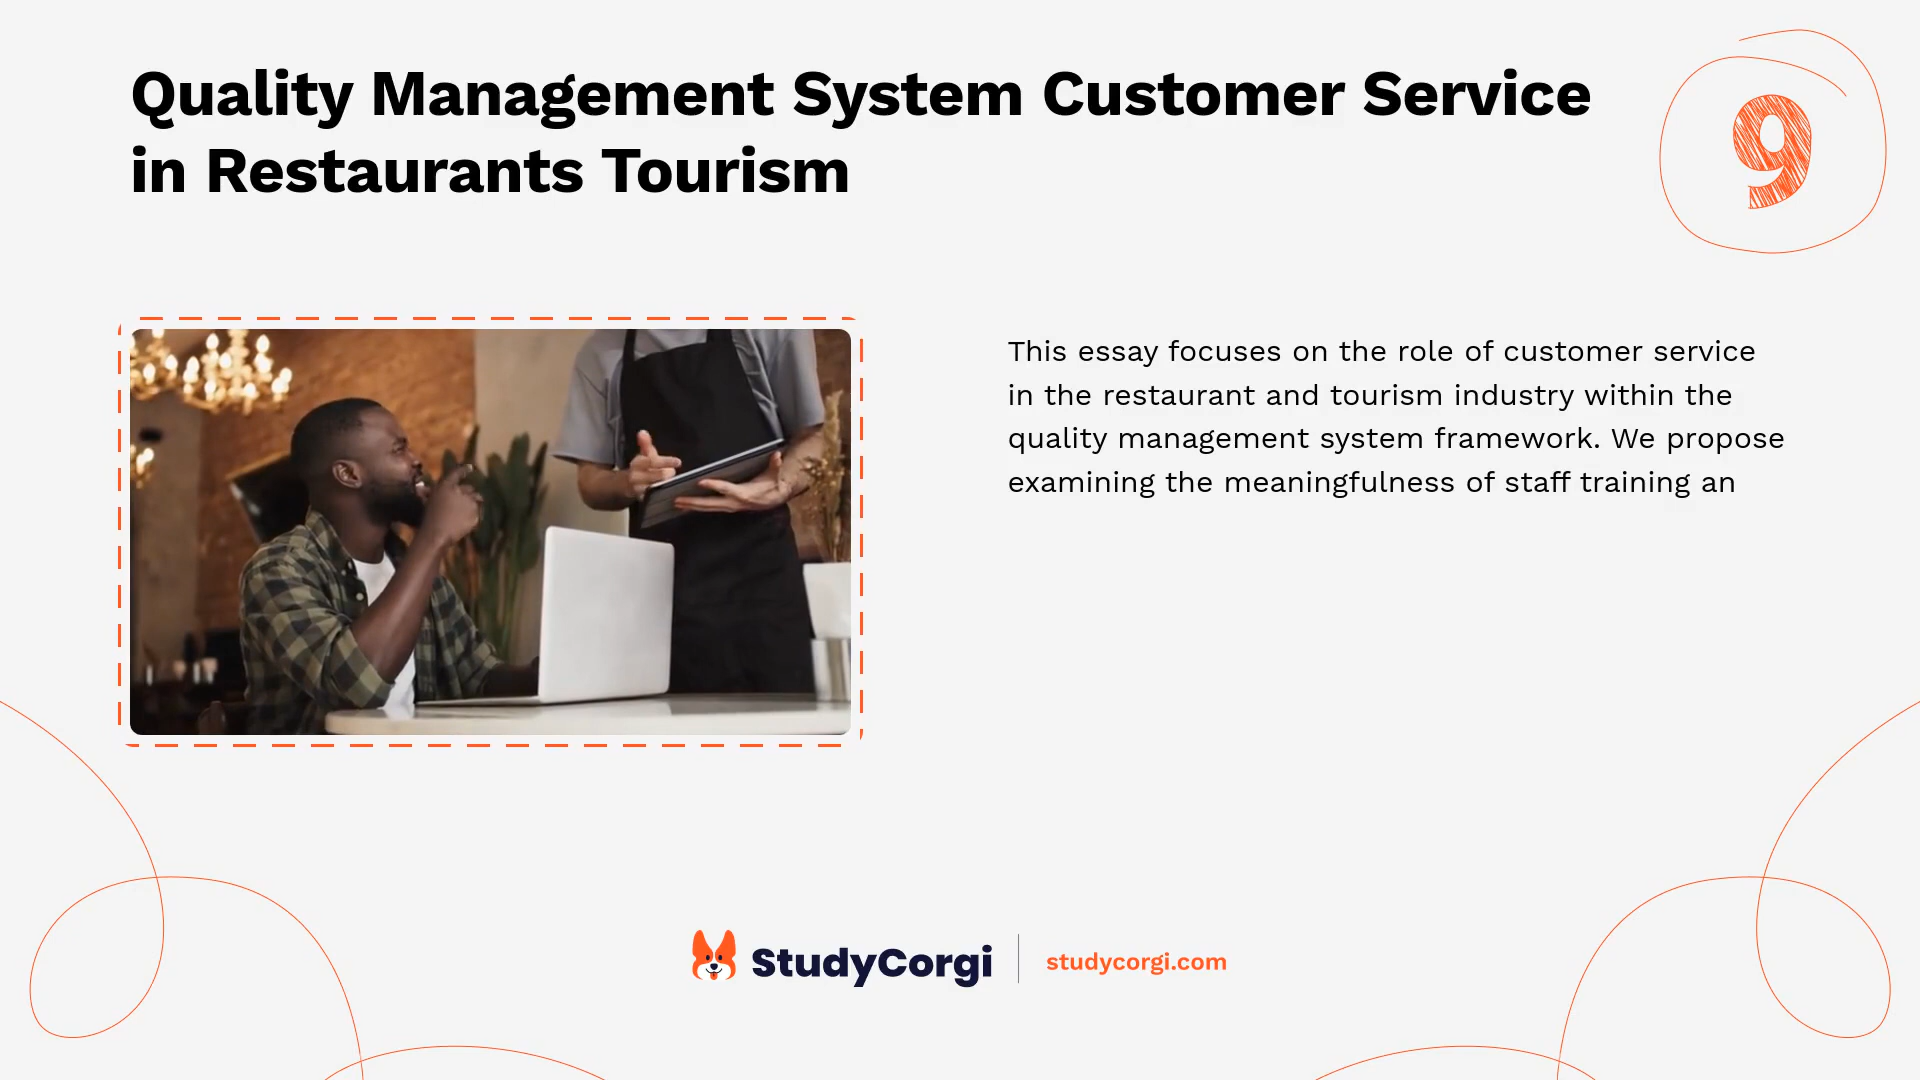 Quality Management System Customer Service
in Restaurants Tourism
9
This essay focuses on the role of customer service
in the restaurant and tourism industry within the
quality management system framework. We propose
examining the meaningfulness of staff training an
StudyCorgi
studycorgi.com